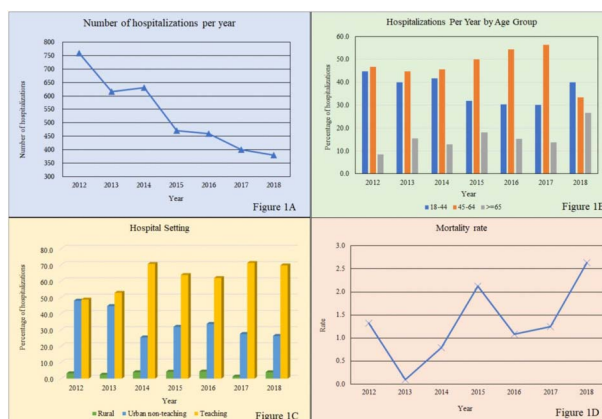 Number of hospitalizations per year
Number of hospitalizations
800
750
700
650
600
550
500
450
400
350
300
2012 2013 2014 2015 2016 2017 2018
Year
Figure 1A
Hospitalizations Per Year by Age Group
Percentage of hospitalizations
60.0
50.0
40.0
30.0
20.0
10.0
0.0
2012 2013 2014 2015 2016 2017 2018
Year
18-44 45-64 >=65
Figure 1B
Hospital Setting
Percentage of hospitalizations
80.0
70.0
60.0
50.0
40.0
30.0
20.0
10.0
0.0
2012 2013 2014 2015 2016 2017 2018
Year
Rural Urban non-teaching Teaching
Figure 1C
Mortality rate
Rate
3.0
2.5
2.0
1.5
1.0
0.5
0.0
2012 2013 2014 2015 2016 2017 2018
Year
Figure 1D